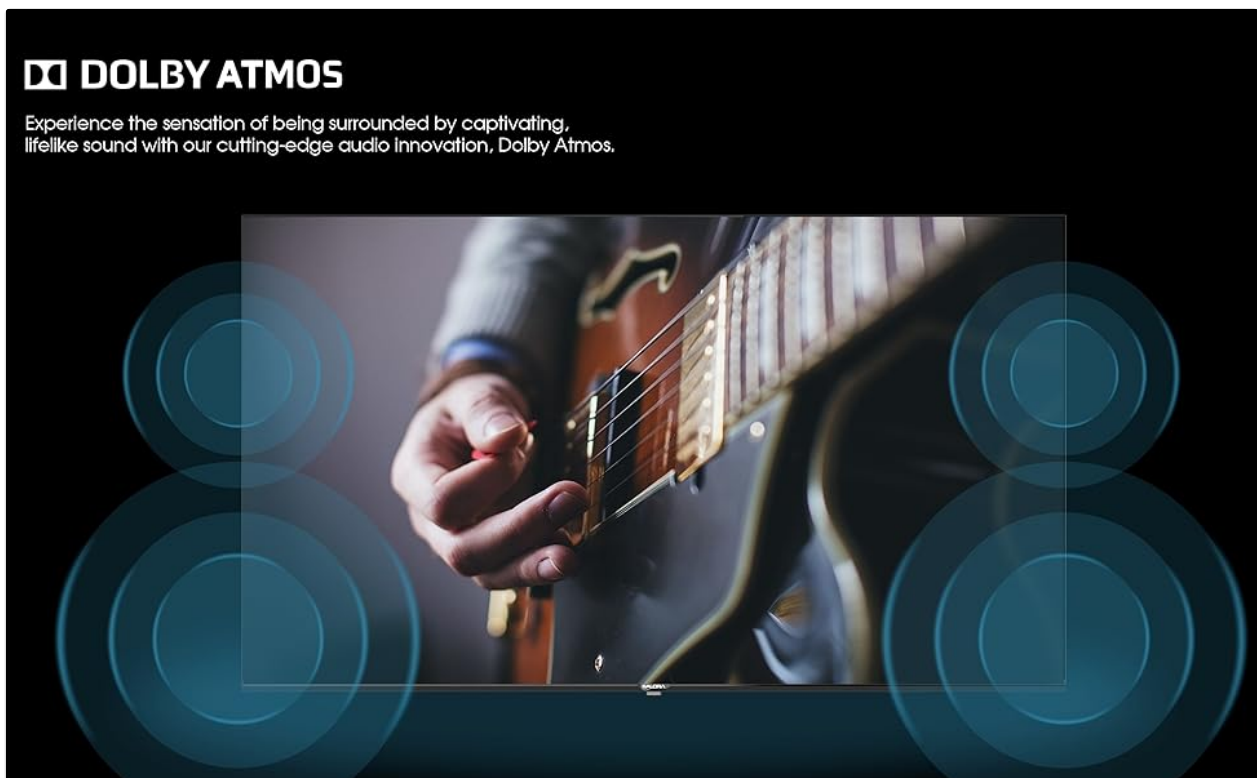 DOLBY ATMOS
Experience the sensation of being surrounded by captivating,
lifelike sound with our cutting-edge audio innovation, Dolby Atmos.